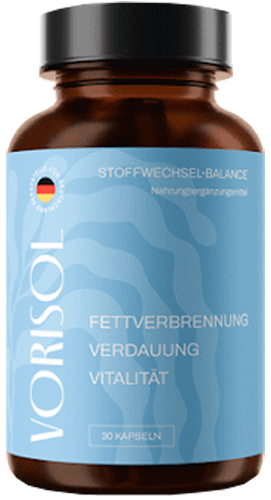 STOFFWECHSEL-BALANCE
Nahrungsergänzungsmittel
VORISOL
FETTVERBRENNUNG
VERDAUUNG
VITALITÄT
30 KAPSELN